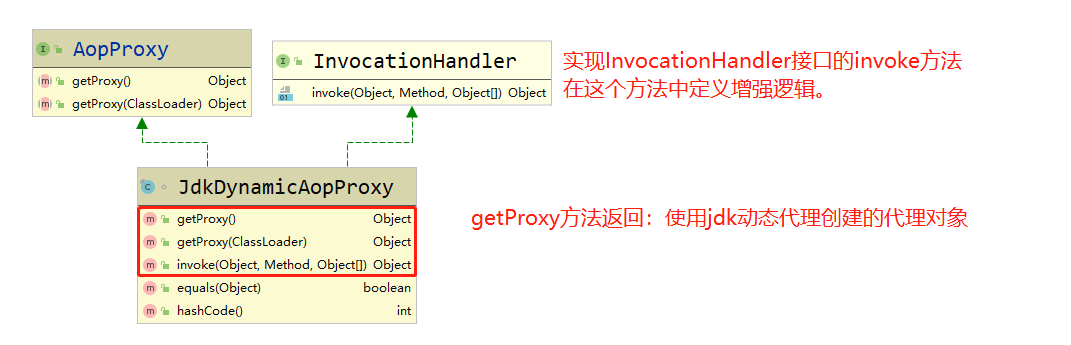 AopProxy
getProxy() Object
getProxy(ClassLoader) Object
InvocationHandler
invoke(Object, Method, Object[]) Object
实现InvocationHandler接口的invoke方法
在这个方法中定义增强逻辑。
JdkDynamicAopProxy
getProxy() Object
getProxy(ClassLoader) Object
invoke(Object, Method, Object[]) Object
equals(Object) boolean
hashCode() int
getProxy方法返回：使用jdk动态代理创建的代理对象